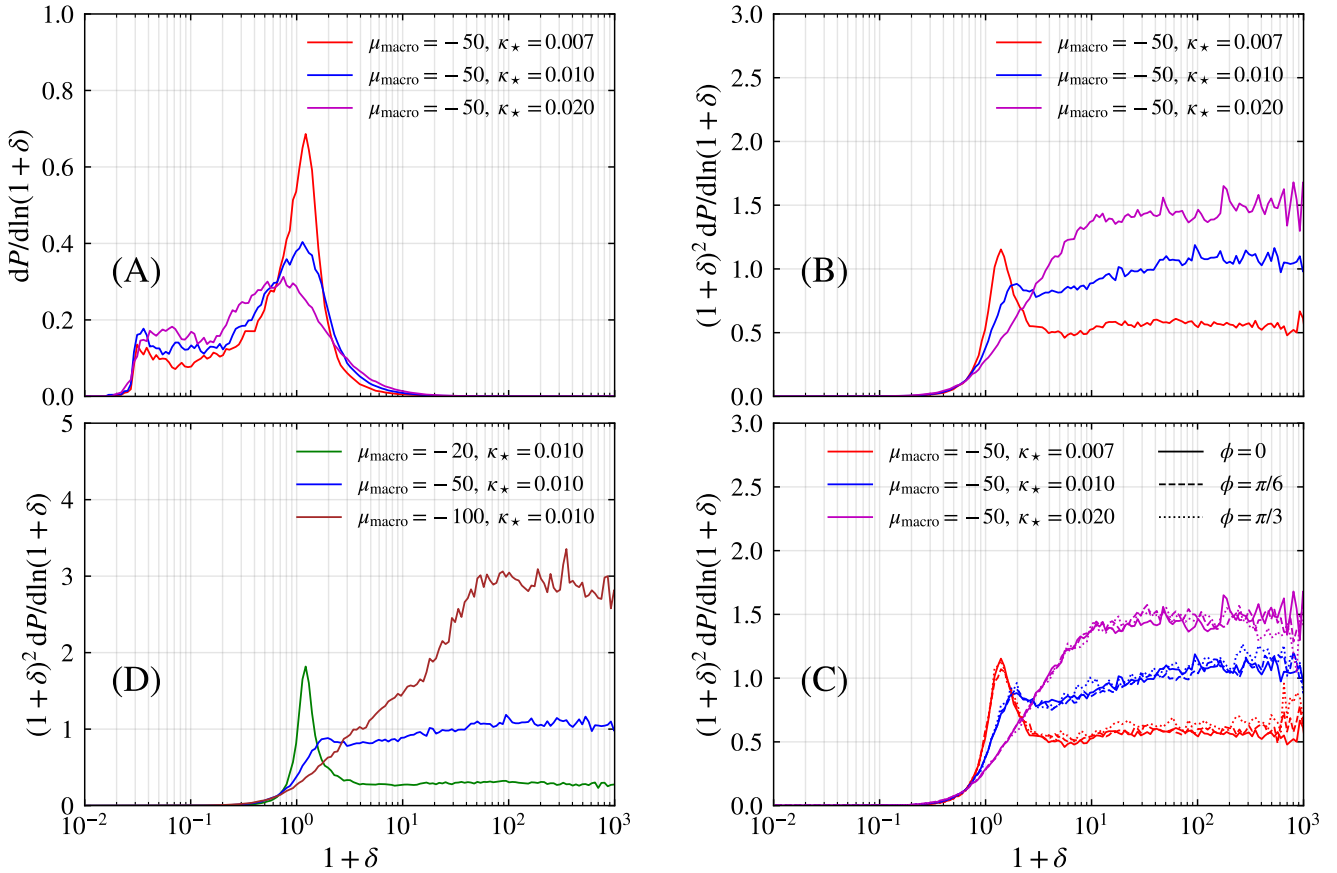 1.0
0.8
0.6
0.4
0.2
0.0
dP/dln(1 + δ)
μmacro = −50, κ⋆ = 0.007
μmacro = −50, κ⋆ = 0.010
μmacro = −50, κ⋆ = 0.020
(A)
3.0
2.5
2.0
1.5
1.0
0.5
0.0
(1 + δ)² dP/dln(1 + δ)
μmacro = −50, κ⋆ = 0.007
μmacro = −50, κ⋆ = 0.010
μmacro = −50, κ⋆ = 0.020
(B)
5
4
3
2
1
0
(1 + δ)² dP/dln(1 + δ)
μmacro = −20, κ⋆ = 0.010
μmacro = −50, κ⋆ = 0.010
μmacro = −100, κ⋆ = 0.010
(D)
10⁻² 10⁻¹ 10⁰ 10¹ 10² 10³
1 + δ
3.0
2.5
2.0
1.5
1.0
0.5
0.0
(1 + δ)² dP/dln(1 + δ)
μmacro = −50, κ⋆ = 0.007 ϕ = 0
μmacro = −50, κ⋆ = 0.010 ϕ = π/6
μmacro = −50, κ⋆ = 0.020 ϕ = π/3
(C)
10⁻² 10⁻¹ 10⁰ 10¹ 10² 10³
1 + δ